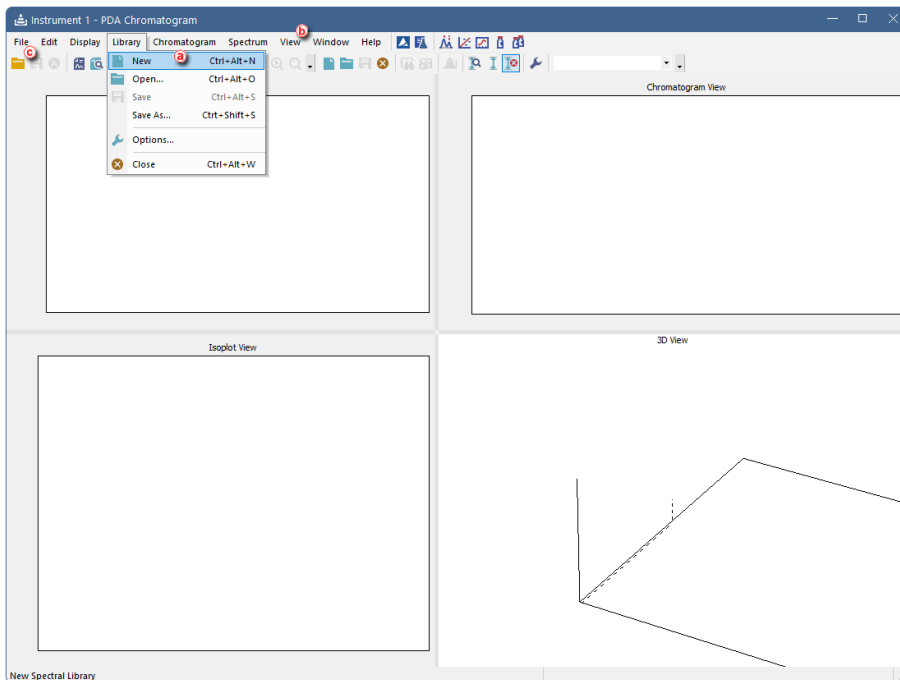 Instrument 1 - PDA Chromatogram
b
File Edit Display Library Chromatogram Spectrum View Window Help
c
New a Ctrl+Alt+N
Open... Ctrl+Alt+O
Save Ctrl+Alt+S
Save As... Ctrl+Shift+S
Options...
Close Ctrl+Alt+W
Chromatogram View
Isoplot View
3D View
New Spectral Library